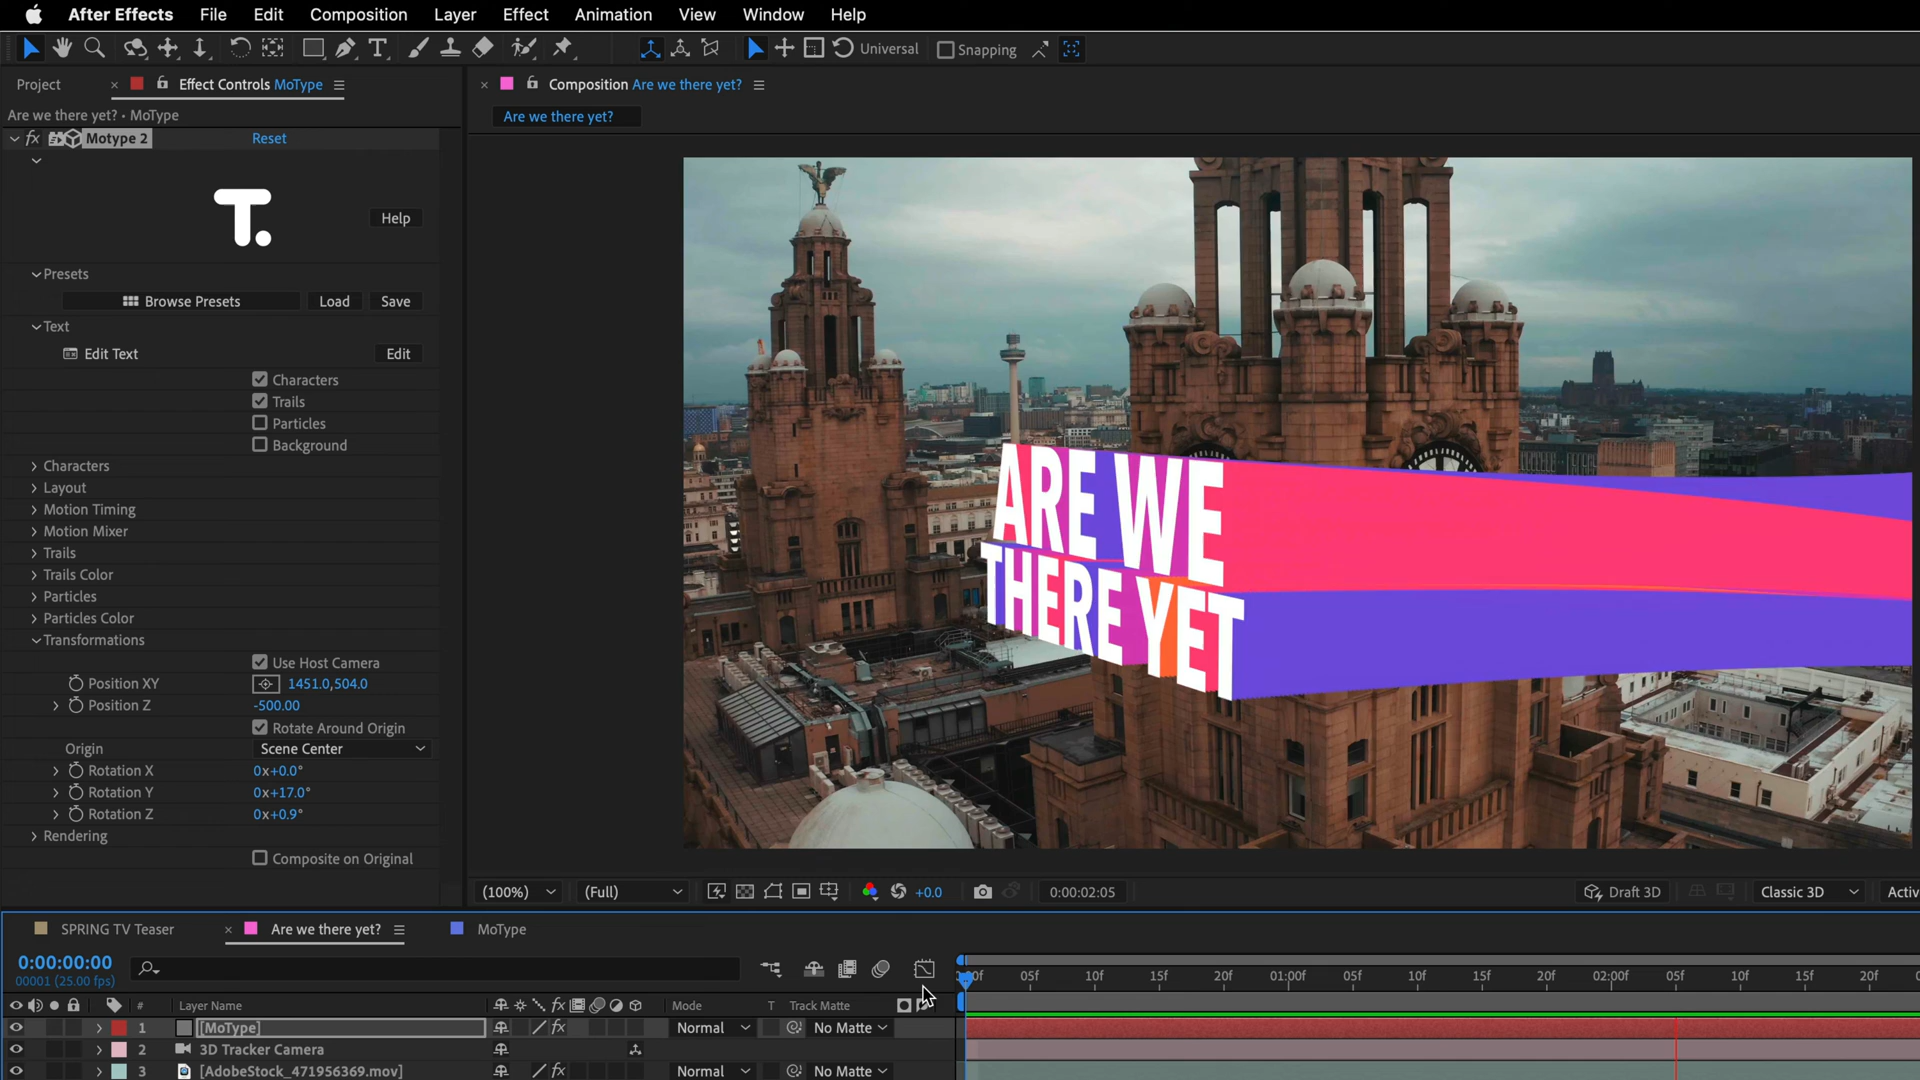 After Effects File Edit Composition Layer Effect Animation View Window Help
Universal Snapping
Project Effect Controls MoType
Composition Are we there yet?
Are we there yet? • MoType
Are we there yet?
fx Motype 2 Reset
T.
Help
Presets
Browse Presets Load Save
Text
Edit Text Edit
Characters
Trails
Particles
Background
Characters
Layout
Motion Timing
Motion Mixer
Trails
Trails Color
Particles
Particles Color
Transformations
Use Host Camera
Position XY 1451.0,504.0
Position Z -500.00
Rotate Around Origin
Origin Scene Center
Rotation X 0x+0.0°
Rotation Y 0x+17.0°
Rotation Z 0x+0.9°
Rendering
Composite on Original
ARE WE
THERE YET
(100%) (Full) +0.0 0:00:02:05 Draft 3D Classic 3D Activ
SPRING TV Teaser Are we there yet? MoType
0:00:00:00
00001 (25.00 fps)
:00f 05f 10f 15f 20f 01:00f 05f 10f 15f 20f 02:00f 05f 10f 15f 20f
# Layer Name fx Mode T Track Matte
1 [MoType] fx Normal No Matte
2 3D Tracker Camera
3 [AdobeStock_471956369.mov] fx Normal No Matte